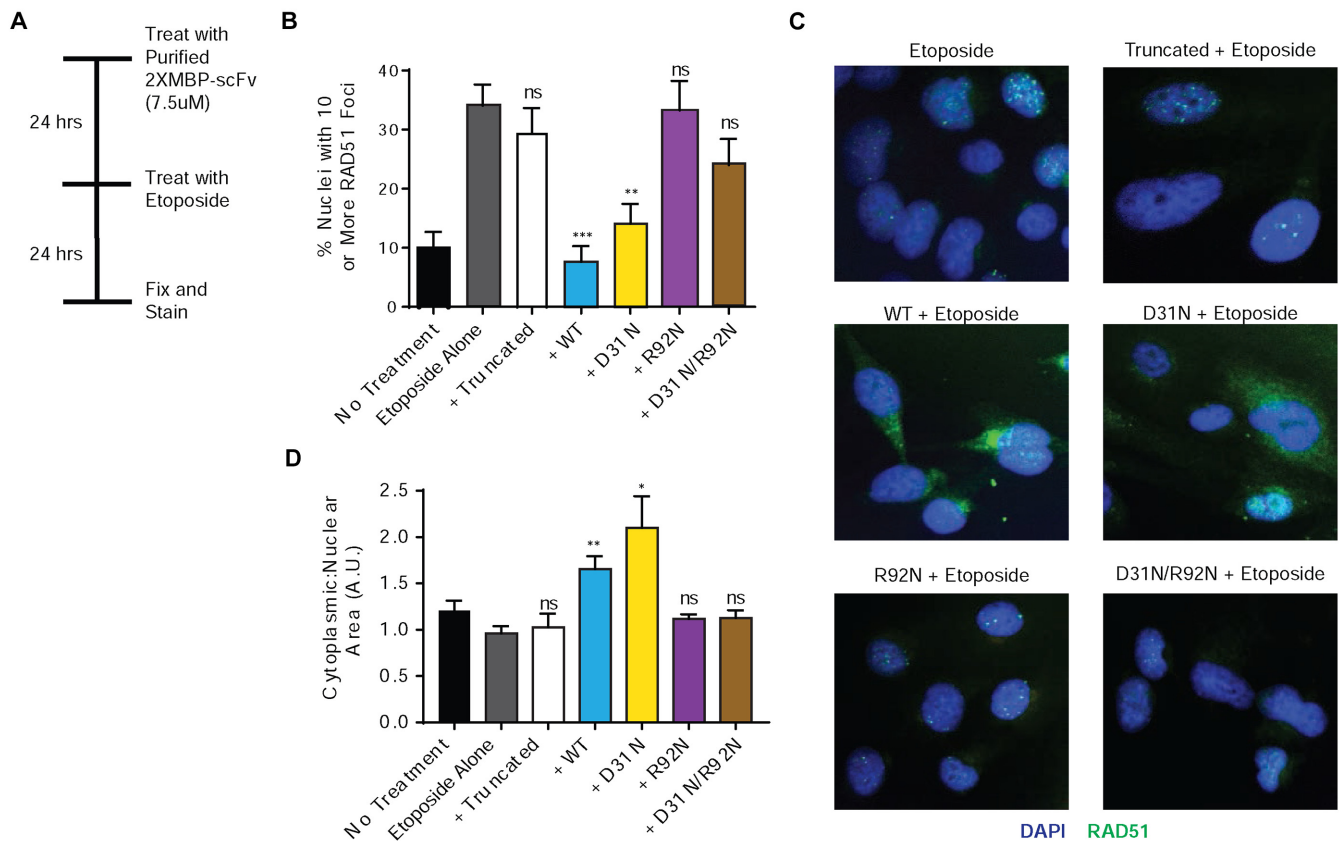 A
Treat with
Purified
2XMBP-scFv
(7.5uM)
24 hrs
Treat with
Etoposide
24 hrs
Fix and
Stain
B
% Nuclei with 10
or More RAD51 Foci
40
30
20
10
0
ns
***
**
ns
ns
No Treatment
Etoposide Alone
+ Truncated
+ WT
+ D31N
+ R92N
+ D31N/R92N
C
Etoposide
Truncated + Etoposide
WT + Etoposide
D31N + Etoposide
R92N + Etoposide
D31N/R92N + Etoposide
DAPI
RAD51
D
Cytoplasmic:Nuclear
Area (A.U.)
2.5
2.0
1.5
1.0
0.5
0.0
ns
**
*
ns
ns
No Treatment
Etoposide Alone
+ Truncated
+ WT
+ D31N
+ R92N
+ D31N/R92N